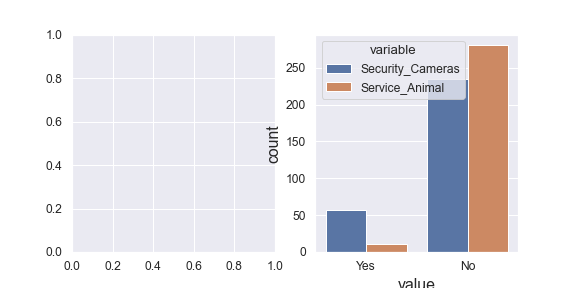 1.0
0.8
0.6
0.4
0.2
0.0
0.0 0.2 0.4 0.6 0.8 1.0
count
250
200
150
100
50
0
variable
Security_Cameras
Service_Animal
Yes No
value